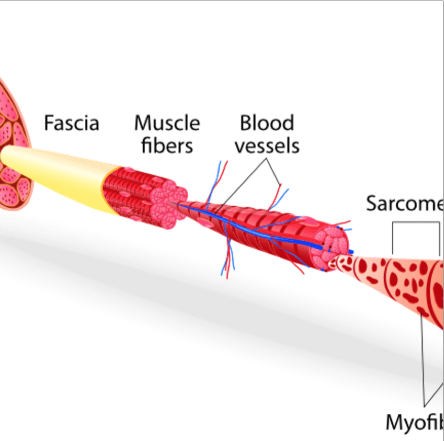 Fascia
Muscle
fibers
Blood
vessels
Sarcome
Myofib